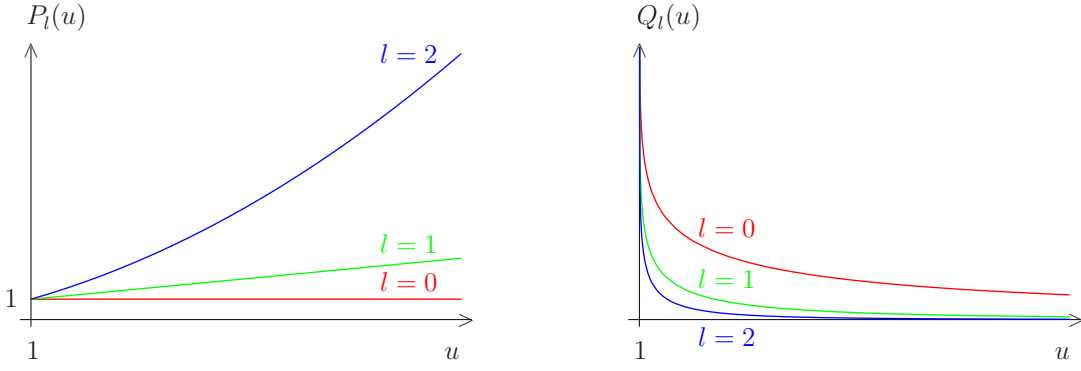 P_l(u)
l = 2
l = 1
l = 0
1
1
u
Q_l(u)
l = 0
l = 1
l = 2
1
u